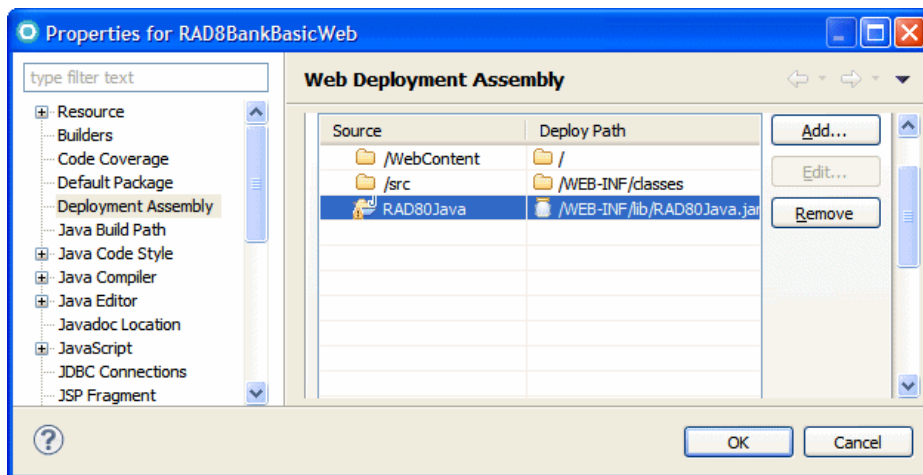 Properties for RAD8BankBasicWeb
type filter text
Resource
Builders
Code Coverage
Default Package
Deployment Assembly
Java Build Path
Java Code Style
Java Compiler
Java Editor
Javadoc Location
JavaScript
JDBC Connections
JSP Fragment
Web Deployment Assembly
Source Deploy Path
/WebContent /
/src /WEB-INF/classes
RAD80Java /WEB-INF/lib/RAD80Java.jar
Add...
Edit...
Remove
?
OK Cancel